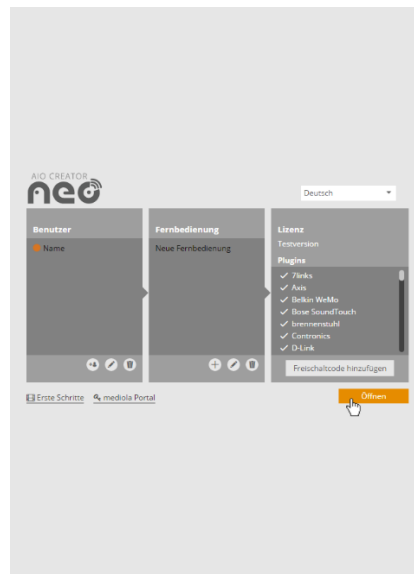 AIO CREATOR
neo
Deutsch
Benutzer
Name
Fernbedienung
Neue Fernbedienung
Lizenz
Testversion
Plugins
7links
Axis
Belkin WeMo
Bose SoundTouch
brennenstuhl
Contronics
D-Link
Freischaltcode hinzufügen
Erste Schritte
mediola Portal
Öffnen